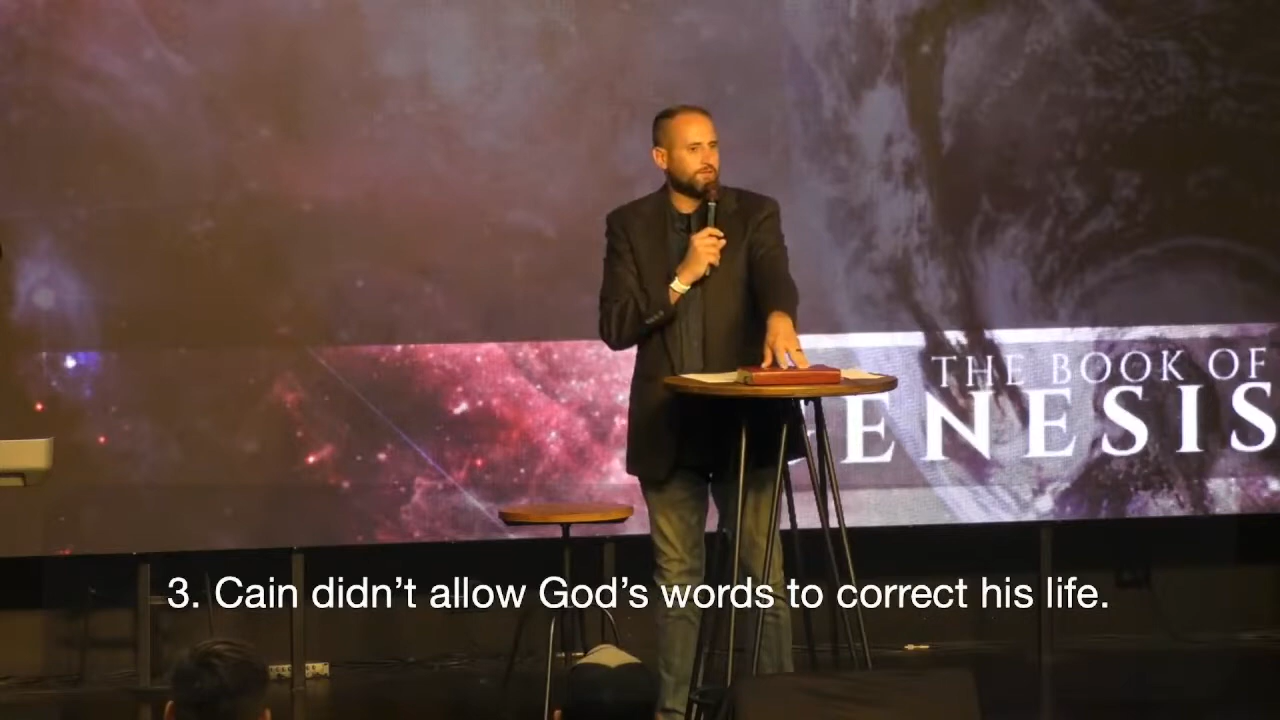 THE BOOK OF
ENESIS
3. Cain didn’t allow God’s words to correct his life.